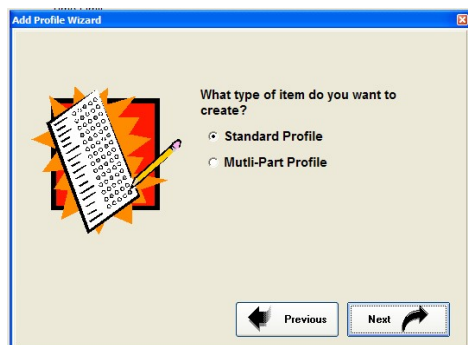 Add Profile Wizard
What type of item do you want to
create?
Standard Profile
Mutli-Part Profile
Previous
Next